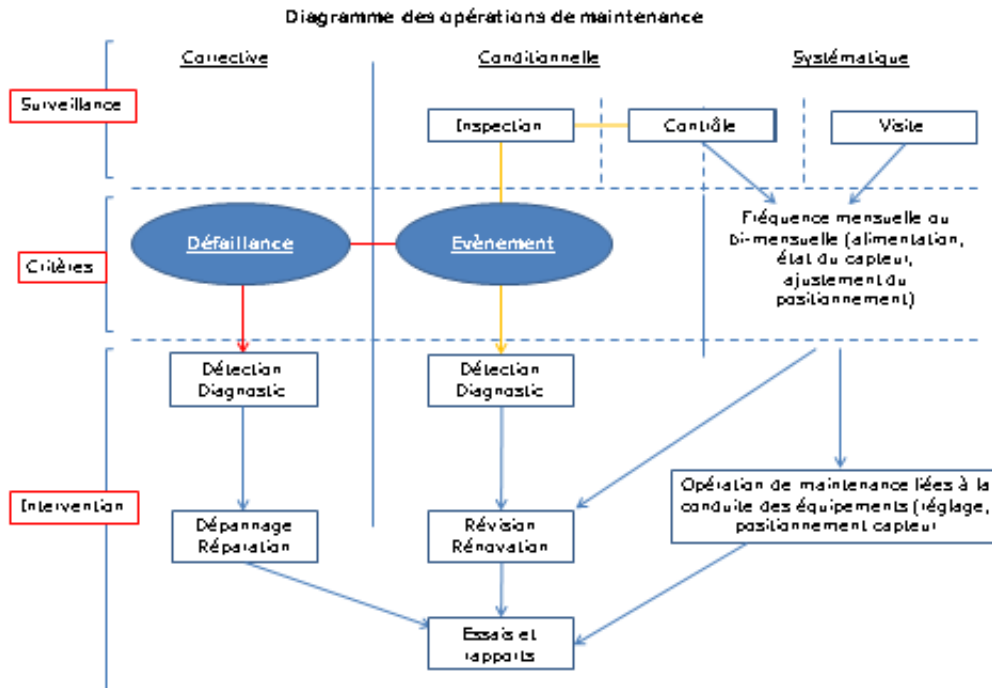 Diagramme des opérations de maintenance
Corrective
Conditionnelle
Systématique
Surveillance
Inspection
Contrôle
Visite
Critères
Défaillance
Evènement
Fréquence mensuelle ou
bi-mensuelle (alimentation,
état du capteur,
ajustement du
positionnement)
Détection
Diagnostic
Détection
Diagnostic
Intervention
Dépannage
Réparation
Révision
Rénovation
Opération de maintenance liées à la
conduite des équipements (réglage,
positionnement capteur
Essais et
rapports